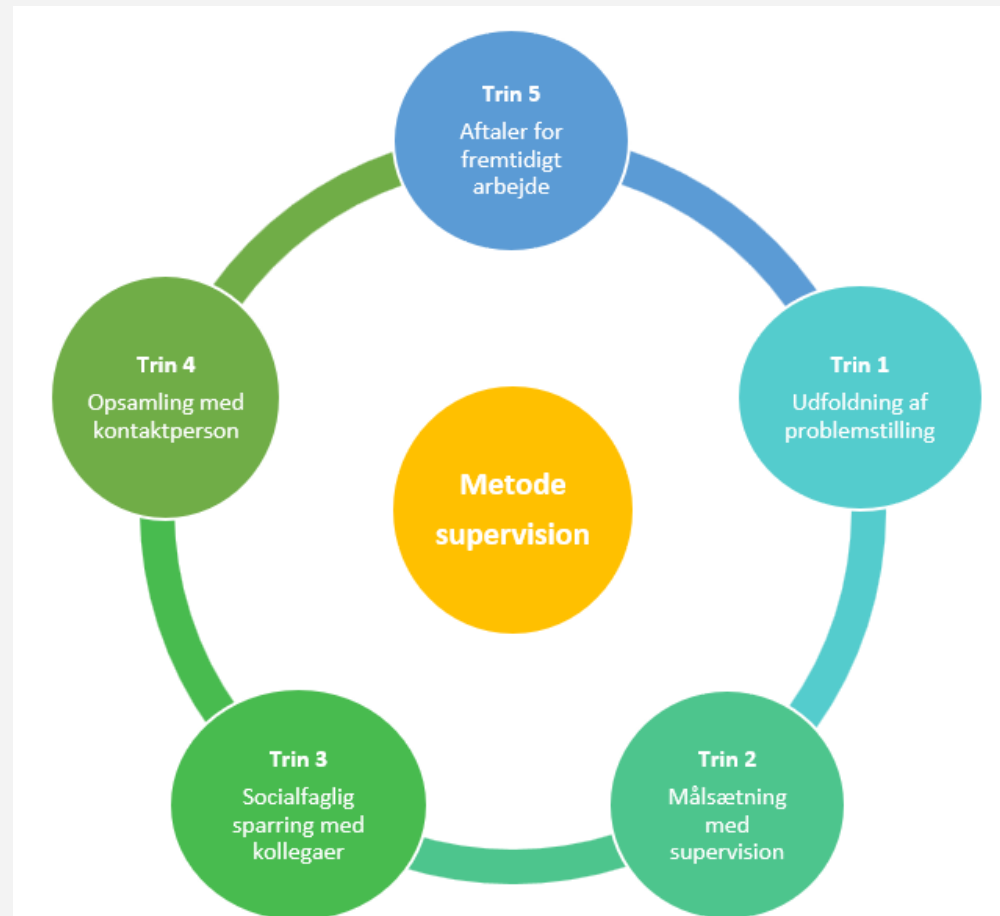 Trin 5
Aftaler for
fremtidigt
arbejde
Trin 4
Opsamling med
kontaktperson
Trin 1
Udfoldning af
problemstilling
Metode
supervision
Trin 3
Socialfaglig
sparring med
kollegaer
Trin 2
Målsætning
med
supervision